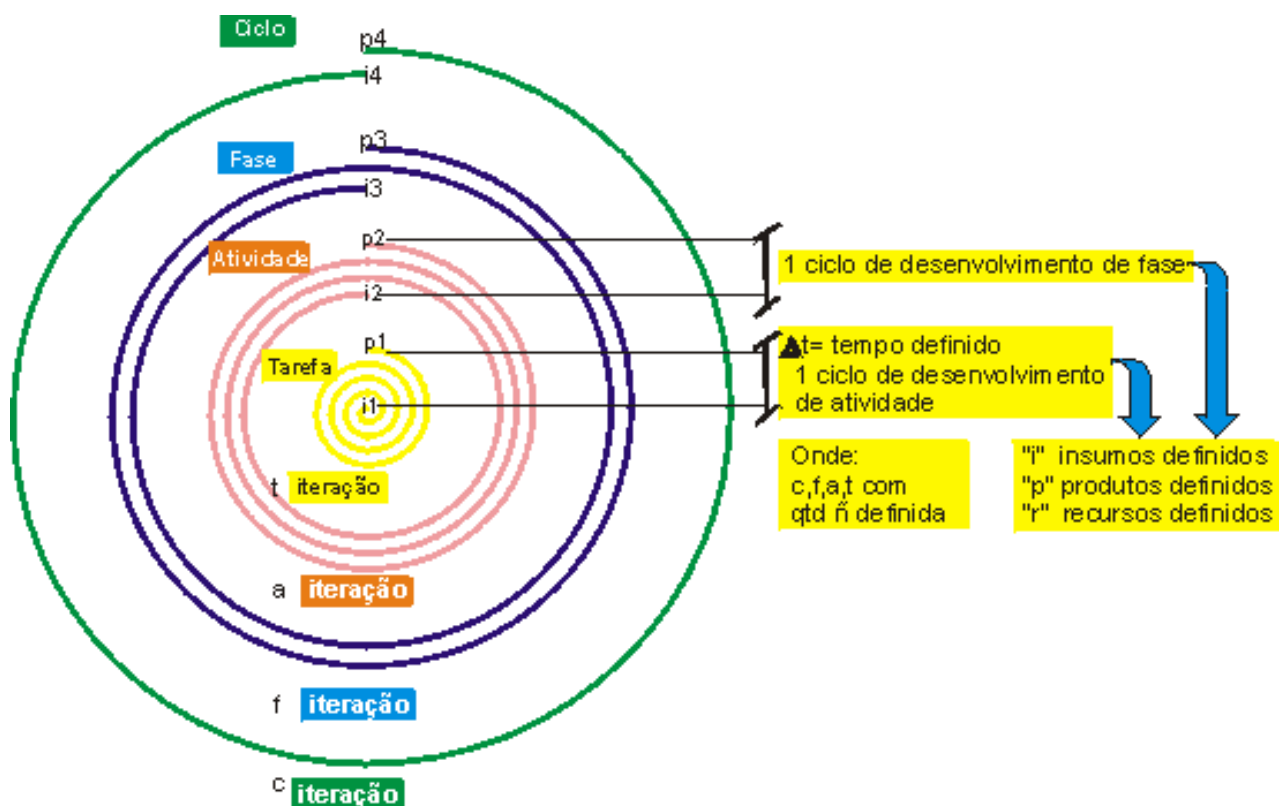 Ciclo
p4
i4
p3
Fase
i3
p2
Atividade
1 ciclo de desenvolvimento de fase
i2
p1
t= tempo definido
Tarefa
1 ciclo de desenvolvimento
de atividade
i1
Onde:
c,f,a,t com
qtd ñ definida
"i" insumos definidos
"p" produtos definidos
"r" recursos definidos
t iteração
a iteração
f iteração
c iteração